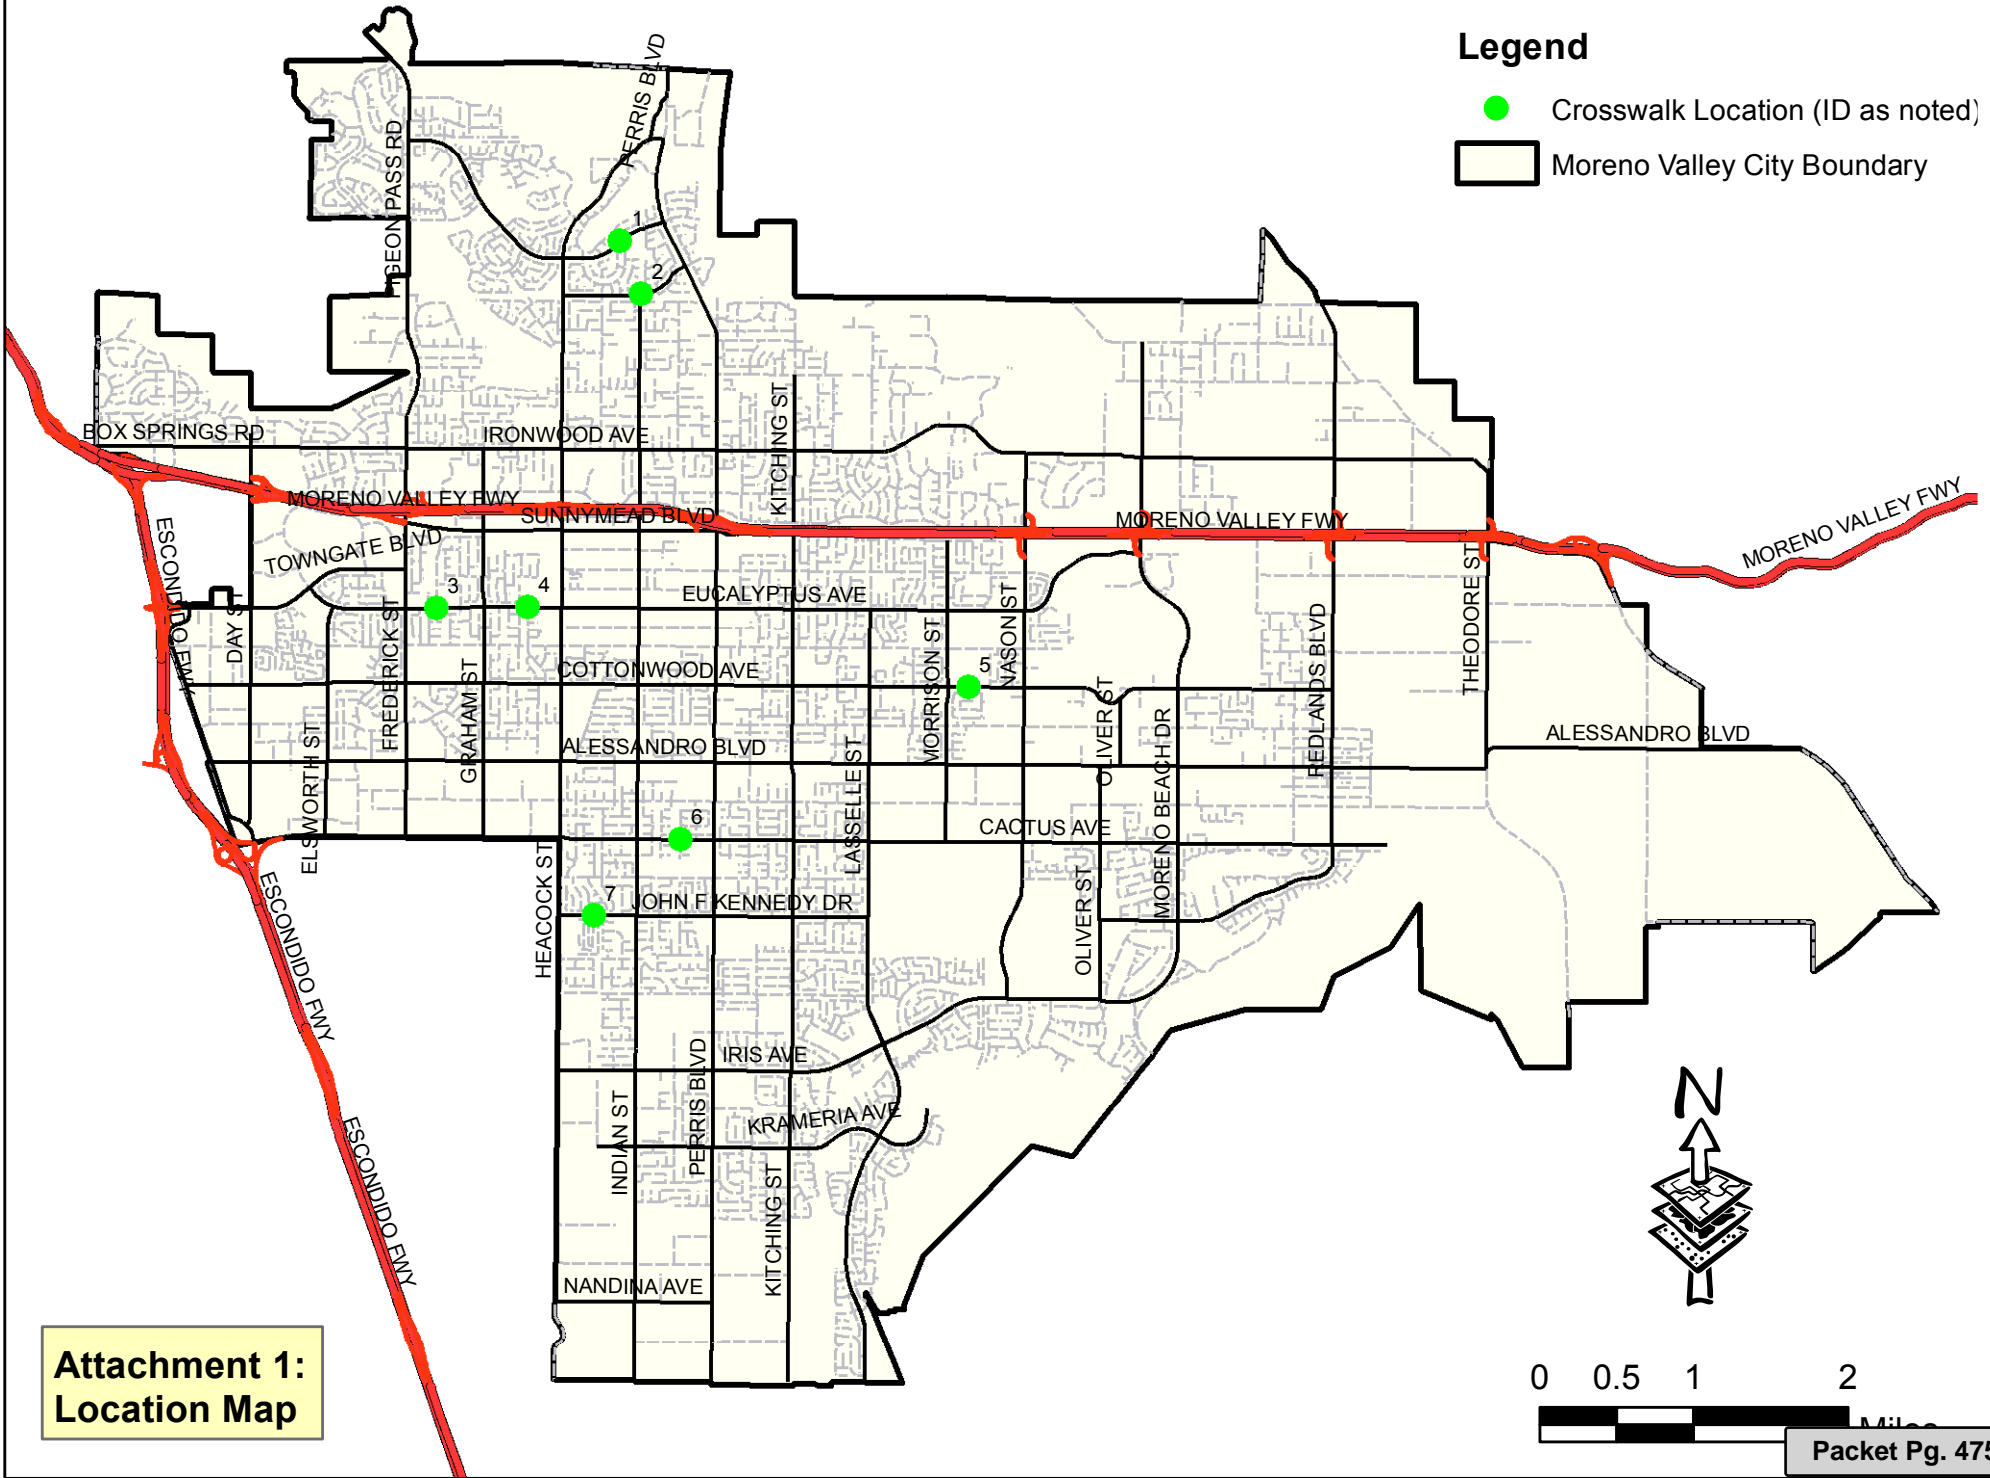 Legend
Crosswalk Location (ID as noted)
Moreno Valley City Boundary
PERRIS BLVD
PIGEON PASS RD
1
2
BOX SPRINGS RD
IRONWOOD AVE
KITCHING ST
MORENO VALLEY FWY
SUNNYMEAD BLVD
MORENO VALLEY FWY
MORENO VALLEY FWY
ESCONDIDO FWY
TOWNGATE BLVD
3
4
EUCALYPTUS AVE
DAY ST
FREDERICK ST
GRAHAM ST
COTTONWOOD AVE
MORRISON ST
5
NASON ST
OLIVER ST
MORENO BEACH DR
REDLANDS BLVD
THEODORE ST
ALESSANDRO BLVD
ALESSANDRO BLVD
ELSWORTH ST
LASSELLE ST
6
CACTUS AVE
HEACOCK ST
7
JOHN F KENNEDY DR
OLIVER ST
ESCONDIDO FWY
IRIS AVE
PERRIS BLVD
INDIAN ST
KRAMERIA AVE
KITCHING ST
ESCONDIDO FWY
NANDINA AVE
N
Attachment 1:
Location Map
0 0.5 1 2
Miles
Packet Pg. 475